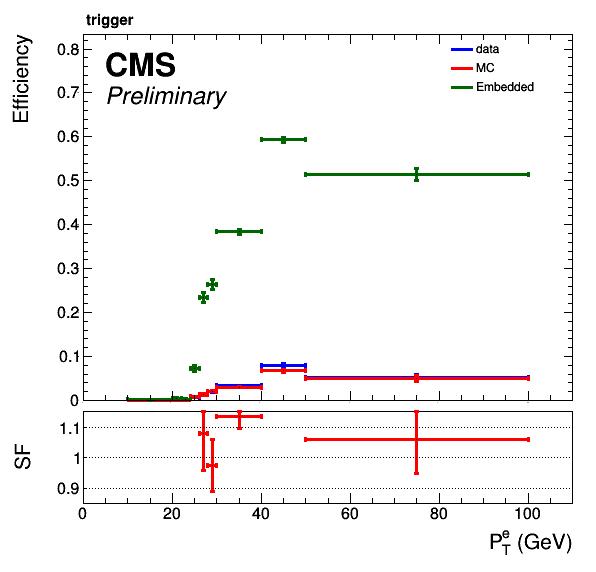 trigger
CMS
Preliminary
data
MC
Embedded
Efficiency
0.8
0.7
0.6
0.5
0.4
0.3
0.2
0.1
0
SF
1.1
1
0.9
0 20 40 60 80 100
P_T^e (GeV)